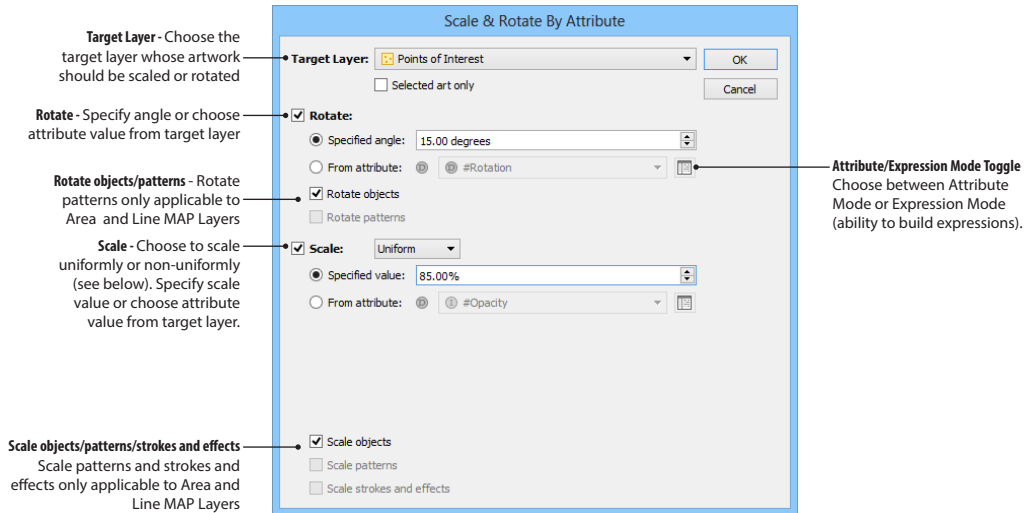 Scale & Rotate By Attribute
Target Layer - Choose the
target layer whose artwork
should be scaled or rotated
Target Layer:
Points of Interest
OK
Selected art only
Cancel
Rotate - Specify angle or choose
attribute value from target layer
Rotate:
Specified angle:
15.00 degrees
From attribute:
D
D
#Rotation
Attribute/Expression Mode Toggle
Choose between Attribute
Mode or Expression Mode
(ability to build expressions).
Rotate objects/patterns - Rotate
patterns only applicable to
Area and Line MAP Layers
Rotate objects
Rotate patterns
Scale - Choose to scale
uniformly or non-uniformly
(see below). Specify scale
value or choose attribute
value from target layer.
Scale:
Uniform
Specified value:
85.00%
From attribute:
D
I
#Opacity
Scale objects/patterns/strokes and effects
Scale patterns and strokes and
effects only applicable to Area and
Line MAP Layers
Scale objects
Scale patterns
Scale strokes and effects